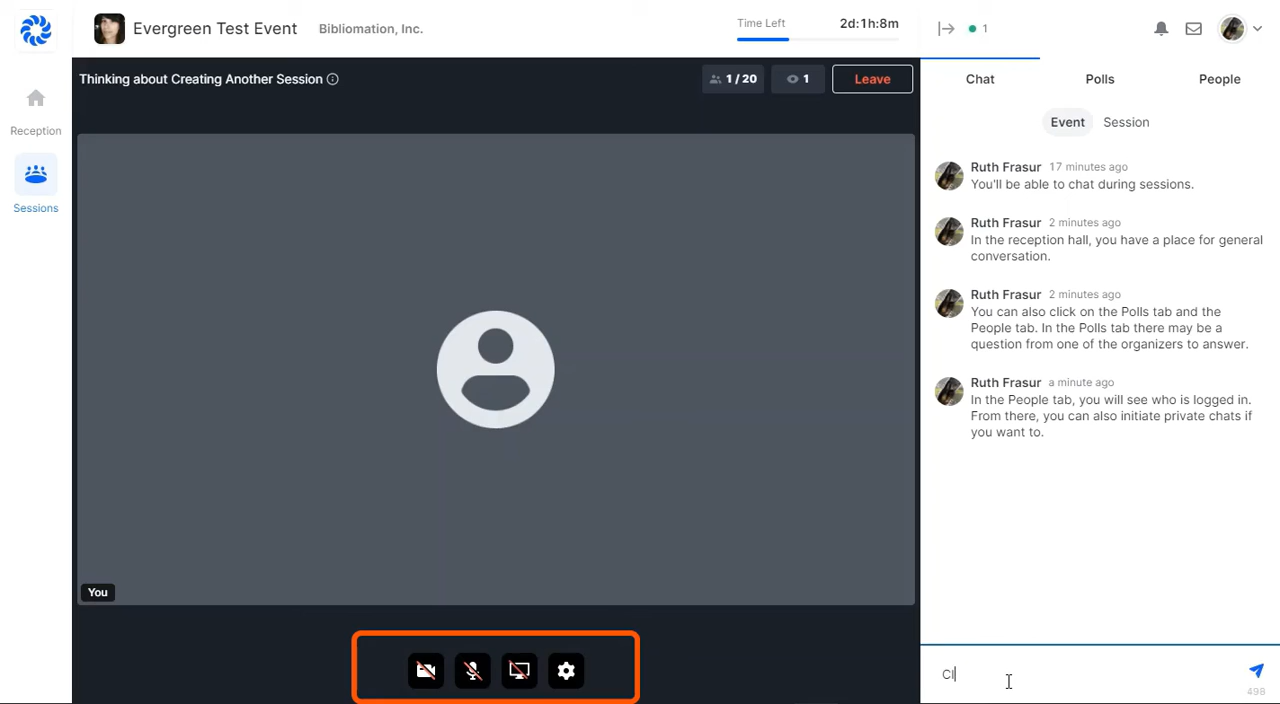 Evergreen Test Event
Bibliomation, Inc.
Time Left
2d:1h:8m
1
Reception
Sessions
Thinking about Creating Another Session
1 / 20
1
Leave
You
Chat
Polls
People
Event
Session
Ruth Frasur 17 minutes ago
You'll be able to chat during sessions.
Ruth Frasur 2 minutes ago
In the reception hall, you have a place for general
conversation.
Ruth Frasur 2 minutes ago
You can also click on the Polls tab and the
People tab. In the Polls tab there may be a
question from one of the organizers to answer.
Ruth Frasur a minute ago
In the People tab, you will see who is logged in.
From there, you can also initiate private chats if
you want to.
Cl
498